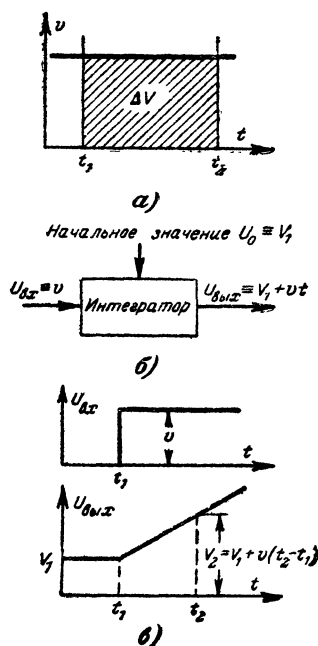 υ
ΔV
t
t₁ t₂
а)
Начальное значение U₀ ≡ V₁
Uвх ≡ υ
Интегратор
Uвых ≡ V₁ + υt
б)
Uвх
υ
t
t₁
Uвых
V₁
V₂ = V₁ + υ(t₂ - t₁)
t
t₁ t₂
в)